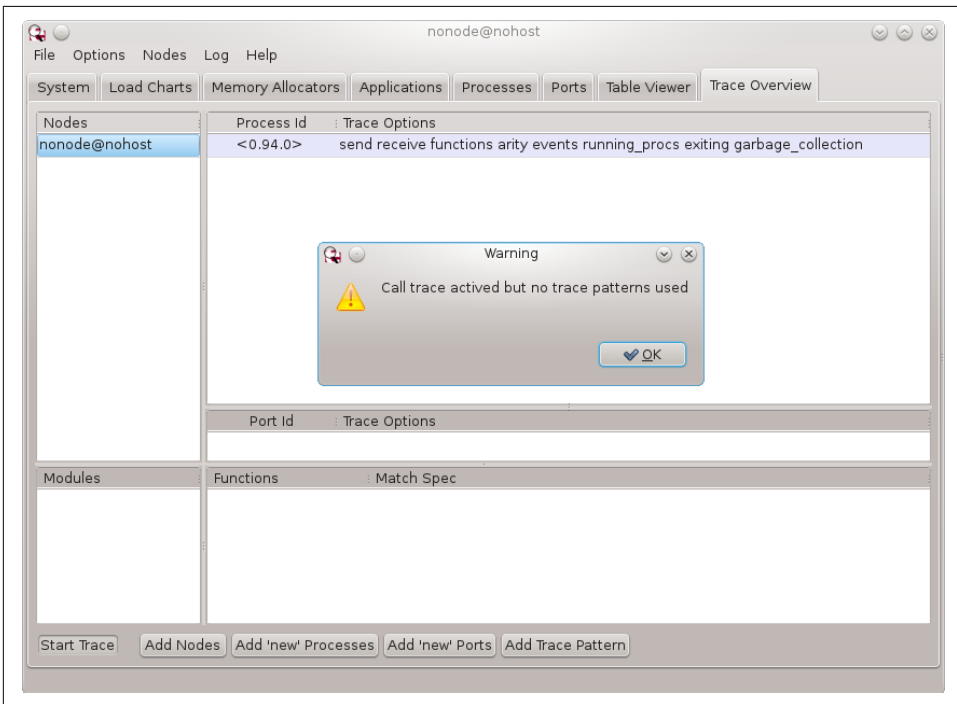 nonode@nohost
File Options Nodes Log Help
System Load Charts Memory Allocators Applications Processes Ports Table Viewer Trace Overview
Nodes Process Id Trace Options
nonode@nohost <0.94.0> send receive functions arity events running_procs exiting garbage_collection
Warning
Call trace actived but no trace patterns used
OK
Port Id Trace Options
Modules Functions Match Spec
Start Trace Add Nodes Add 'new' Processes Add 'new' Ports Add Trace Pattern